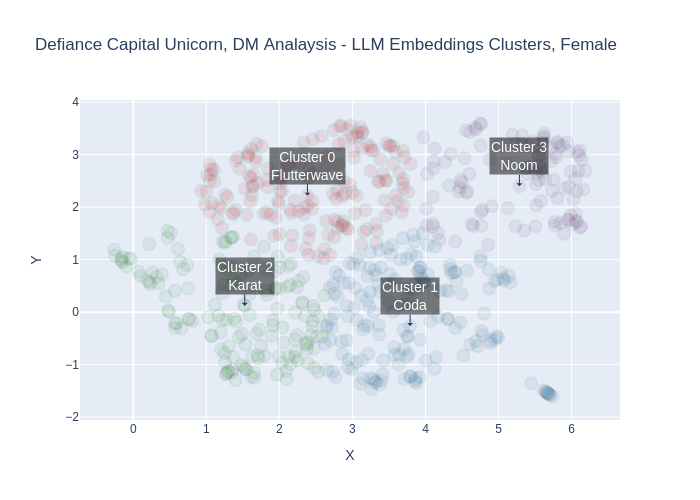 Defiance Capital Unicorn, DM Analaysis - LLM Embeddings Clusters, Female
4
3
2
1
0
−1
−2
Y
Cluster 0
Flutterwave
Cluster 3
Noom
Cluster 2
Karat
Cluster 1
Coda
0
1
2
3
4
5
6
X